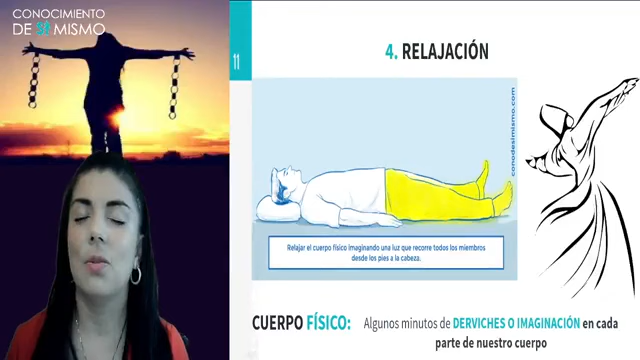 CONOCIMIENTO
DE SÍ MISMO
11
4. RELAJACIÓN
conodesimismo.com
Relajar el cuerpo físico imaginando una luz que recorre todos los miembros
desde los pies a la cabeza.
CUERPO FÍSICO: Algunos minutos de DERVICHES O IMAGINACIÓN en cada
parte de nuestro cuerpo